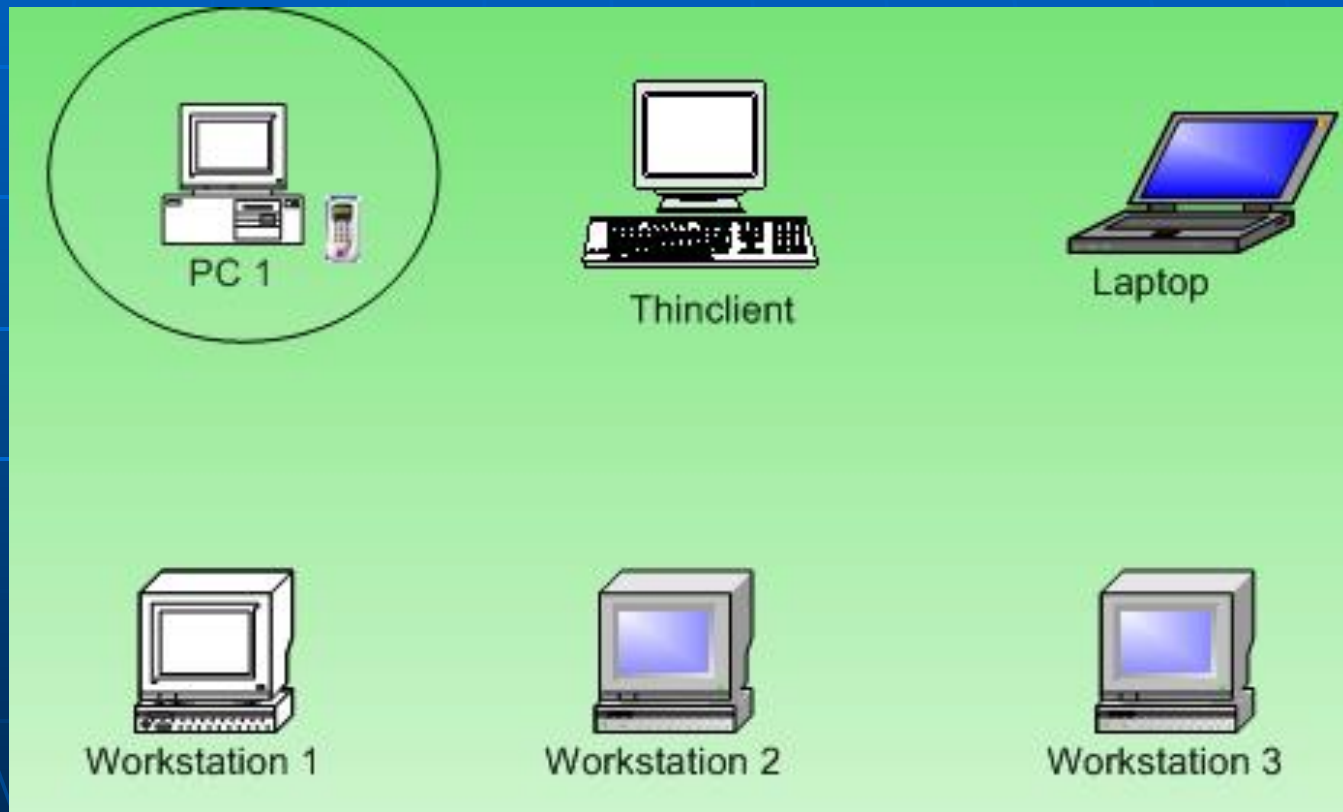 PC 1
Thinclient
Laptop
Workstation 1
Workstation 2
Workstation 3